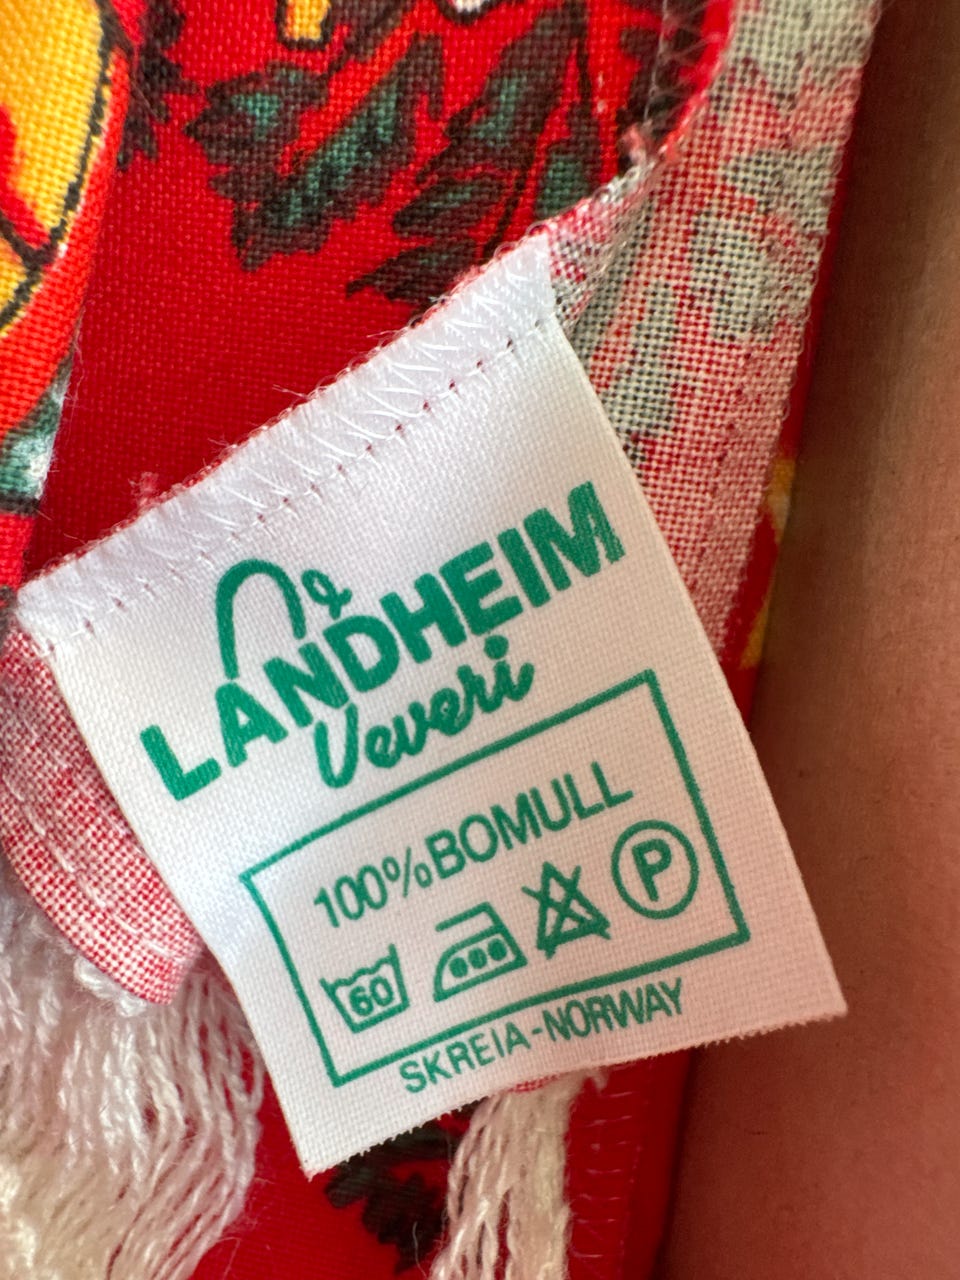 LANDHEIM
Veveri
100% BOMULL
60 P
SKREIA-NORWAY